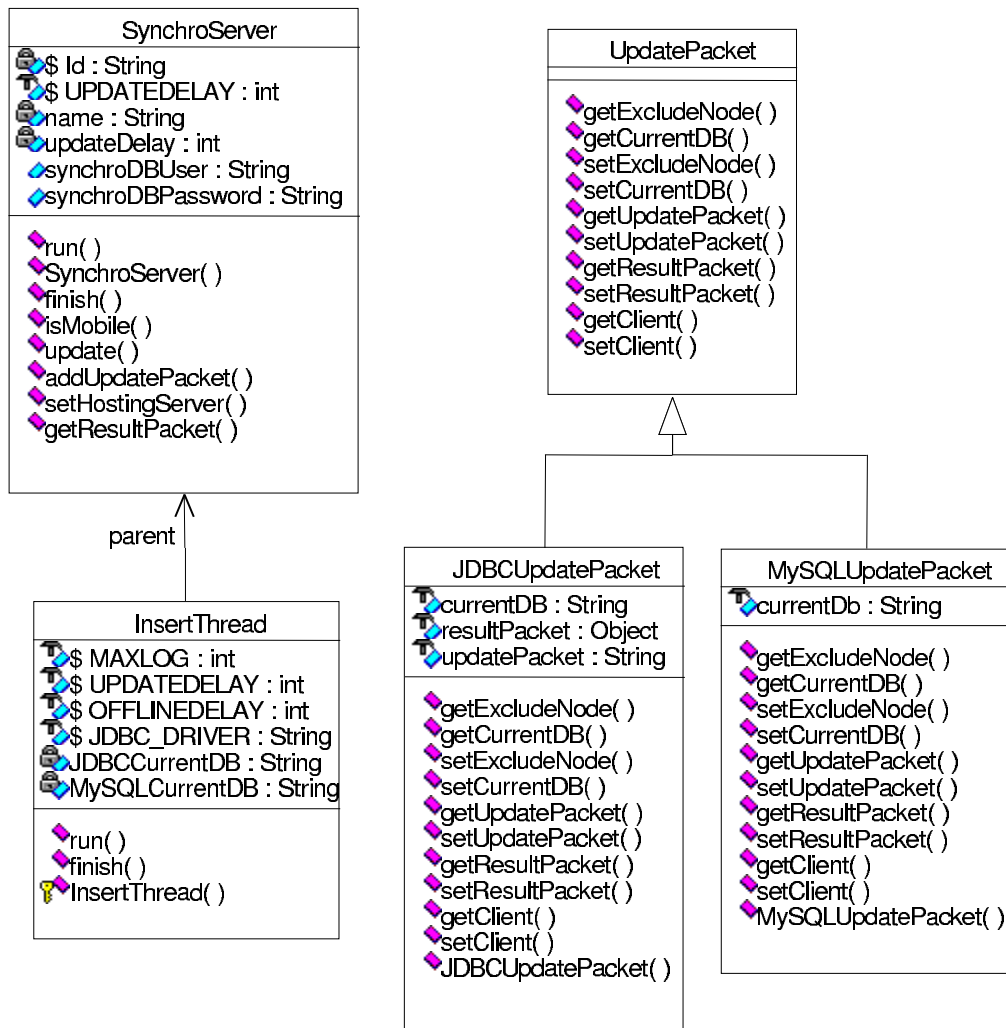 SynchroServer
$ Id : String
$ UPDATEDELAY : int
name : String
updateDelay : int
synchroDBUser : String
synchroDBPassword : String
run( )
SynchroServer( )
finish( )
isMobile( )
update( )
addUpdatePacket( )
setHostingServer( )
getResultPacket( )
UpdatePacket
getExcludeNode( )
getCurrentDB( )
setExcludeNode( )
setCurrentDB( )
getUpdatePacket( )
setUpdatePacket( )
getResultPacket( )
setResultPacket( )
getClient( )
setClient( )
parent
InsertThread
$ MAXLOG : int
$ UPDATEDELAY : int
$ OFFLINEDELAY : int
$ JDBC_DRIVER : String
JDBCCurrentDB : String
MySQLCurrentDB : String
run( )
finish( )
InsertThread( )
JDBCUpdatePacket
currentDB : String
resultPacket : Object
updatePacket : String
getExcludeNode( )
getCurrentDB( )
setExcludeNode( )
setCurrentDB( )
getUpdatePacket( )
setUpdatePacket( )
getResultPacket( )
setResultPacket( )
getClient( )
setClient( )
JDBCUpdatePacket( )
MySQLUpdatePacket
currentDb : String
getExcludeNode( )
getCurrentDB( )
setExcludeNode( )
setCurrentDB( )
getUpdatePacket( )
setUpdatePacket( )
getResultPacket( )
setResultPacket( )
getClient( )
setClient( )
MySQLUpdatePacket( )